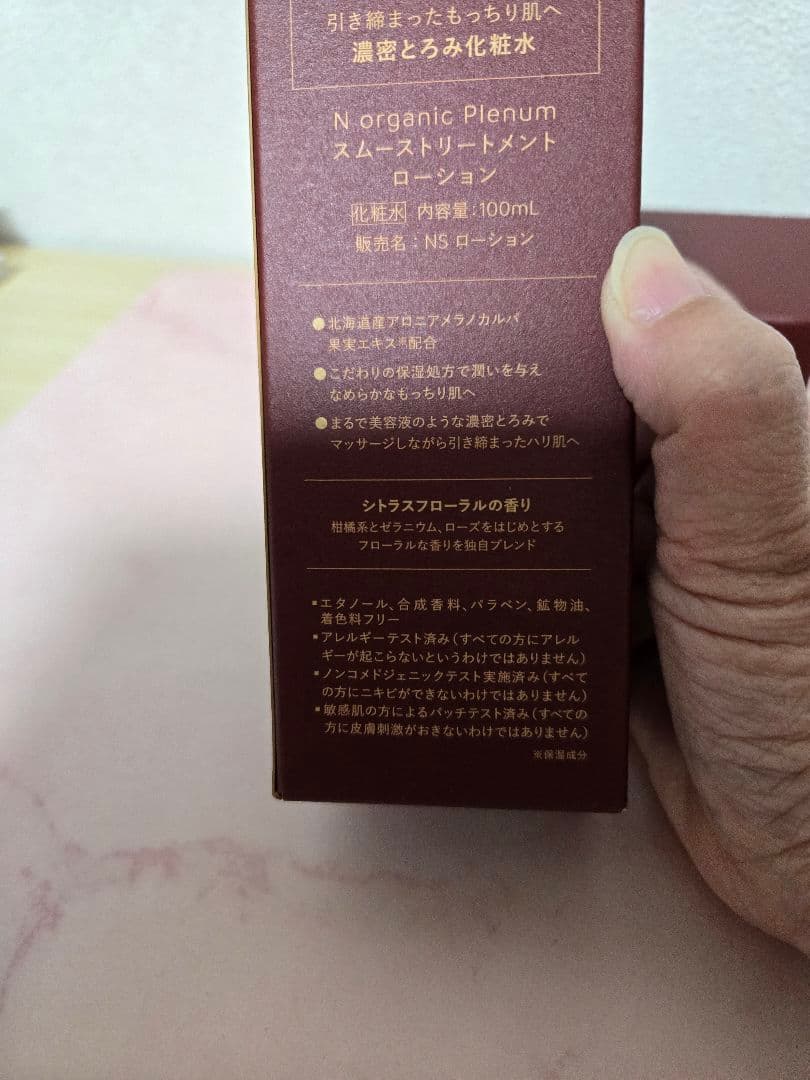 引き締まったもっちり肌へ
濃密とろみ化粧水
N organic Plenum
スムーストリートメント
ローション
化粧水 内容量:100mL
販売名:NS ローション
●北海道産アロニアメラノカルパ
果実エキス※配合
●こだわりの保湿処方で潤いを与え
なめらかなもっちり肌へ
●まるで美容液のような濃密とろみで
マッサージしながら引き締まったハリ肌へ
シトラスフローラルの香り
柑橘系とゼラニウム、ローズをはじめとする
フローラルな香りを独自ブレンド
▪エタノール、合成香料、パラベン、鉱物油、
着色料フリー
▪アレルギーテスト済み(すべての方にアレル
ギーが起こらないというわけではありません)
▪ノンコメドジェニックテスト実施済み(すべて
の方にニキビができないわけではありません)
▪敏感肌の方によるパッチテスト済み(すべての
方に皮膚刺激がおきないわけではありません)
※保湿成分